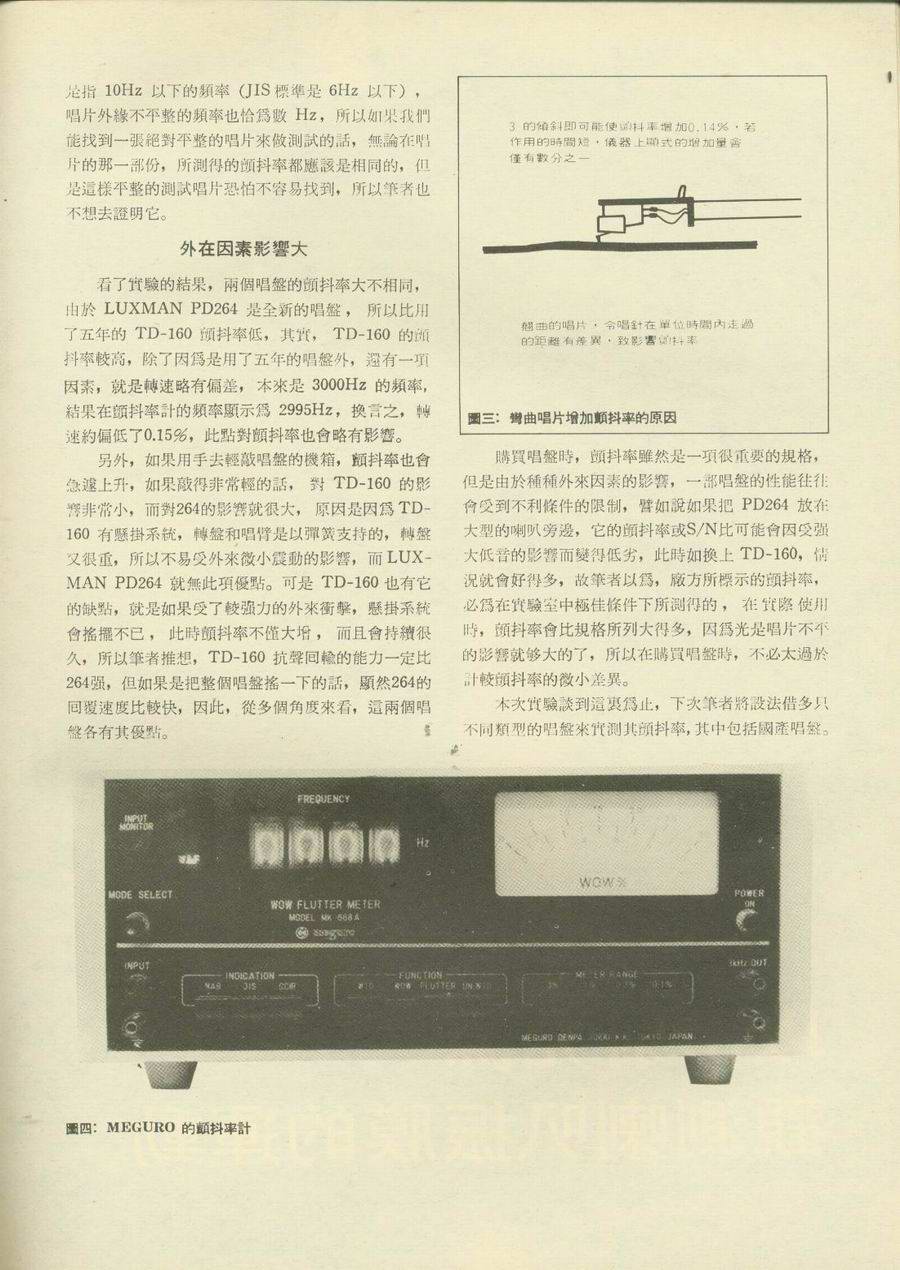 是指 10Hz 以下的頻率 (JIS標準是 6Hz 以下) ，
唱片外緣不平整的頻率也恰爲數 Hz，所以如果我們
能找到一張絕對平整的唱片來做測試的話，無論在唱
片的那一部份，所測得的顫抖率都應該是相同的，但
是這樣平整的測試唱片恐怕不容易找到，所以筆者也
不想去證明它。
外在因素影響大
看了實驗的結果，兩個唱盤的顫抖率大不相同，
由於 LUXMAN PD264 是全新的唱盤， 所以比用
了五年的 TD-160 顫抖率低，其實， TD-160 的顫
抖率較高，除了因爲是用了五年的唱盤外，還有一項
因素，就是轉速略有偏差，本來是 3000Hz 的頻率,
結果在顫抖率計的頻率顯示爲 2995Hz，換言之，轉
速約偏低了0.15%，此點對顫抖率也會略有影響。
另外，如果用手去輕敲唱盤的機箱，顫抖率也會
急遽上升，如果敲得非常輕的話， 對 TD-160 的影
響非常小，而對264的影響就很大， 原因是因爲 TD-
160 有懸掛系統，轉盤和唱臂是以彈簧支持的，轉盤
又很重，所以不易受外來微小震動的影響，而 LUX-
MAN PD264 就無此項優點。可是 TD-160 也有它
的缺點，就是如果受了較強力的外來衝擊，懸掛系統
會搖擺不已， 此時顫抖率不僅大增， 而且會持續很
久，所以筆者推想，TD-160 抗聲回輸的能力一定比
264强，但如果是把整個唱盤搖一下的話，顯然264的
回覆速度比較快，因此，從多個角度來看，這兩個唱
盤各有其優點。
3 的傾斜即可能使顫抖率增加0.14%，若
作用的時間短，儀器上顯式的增加量會
僅有數分之一
翹曲的唱片，令唱針在單位時間內走過
的距離有差異，致影響顫抖率
圖三：彎曲唱片增加顫抖率的原因
購買唱盤時，顫抖率雖然是一項很重要的規格，
但是由於種種外來因素的影響，一部唱盤的性能往往
會受到不利條件的限制，譬如說如果把 PD264 放在
大型的喇叭旁邊，它的顫抖率或S/N比可能會因受强
大低音的影響而變得低劣，此時如換上 TD-160，情
況就會好得多，故筆者以爲，廠方所標示的顫抖率，
必爲在實驗室中極佳條件下所測得的， 在實際使用
時，顫抖率會比規格所列大得多，因爲光是唱片不平
的影響就够大的了，所以在購買唱盤時，不必太過於
計較顫抖率的微小差異。
本次實驗談到這裏爲止，下次筆者將設法借多只
不同類型的唱盤來實測其顫抖率,其中包括國產唱盤。
FREQUENCY
INPUT
MONITOR
Hz
WOW %
MODE SELECT
WOW FLUTTER METER
MODEL MK-668A
meguro
POWER
ON
INPUT
INDICATION
NAB JIS CCIR
FUNCTION
WTD WOW FLUTTER UN.WTD
METER RANGE
3% 0.3% 0.1%
1kHz OUT
MEGURO DENPA SOKKI K.K. TOKYO JAPAN
圖四：MEGURO 的顫抖率計